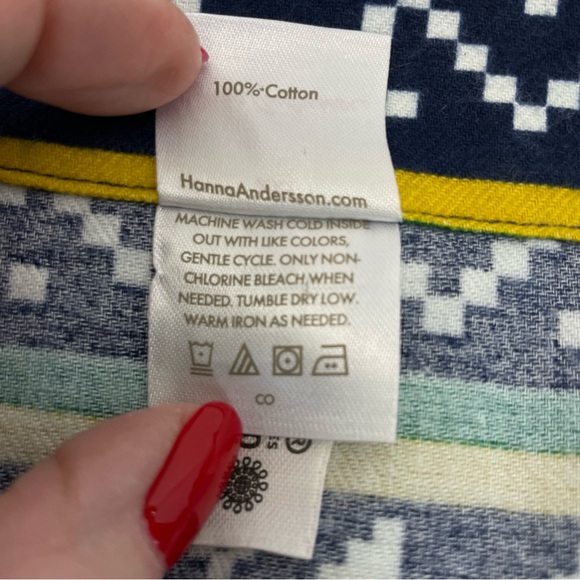 100% Cotton
HannaAndersson.com
MACHINE WASH COLD INSIDE
OUT WITH LIKE COLORS,
GENTLE CYCLE. ONLY NON-
CHLORINE BLEACH WHEN
NEEDED. TUMBLE DRY LOW.
WARM IRON AS NEEDED.
CO
®